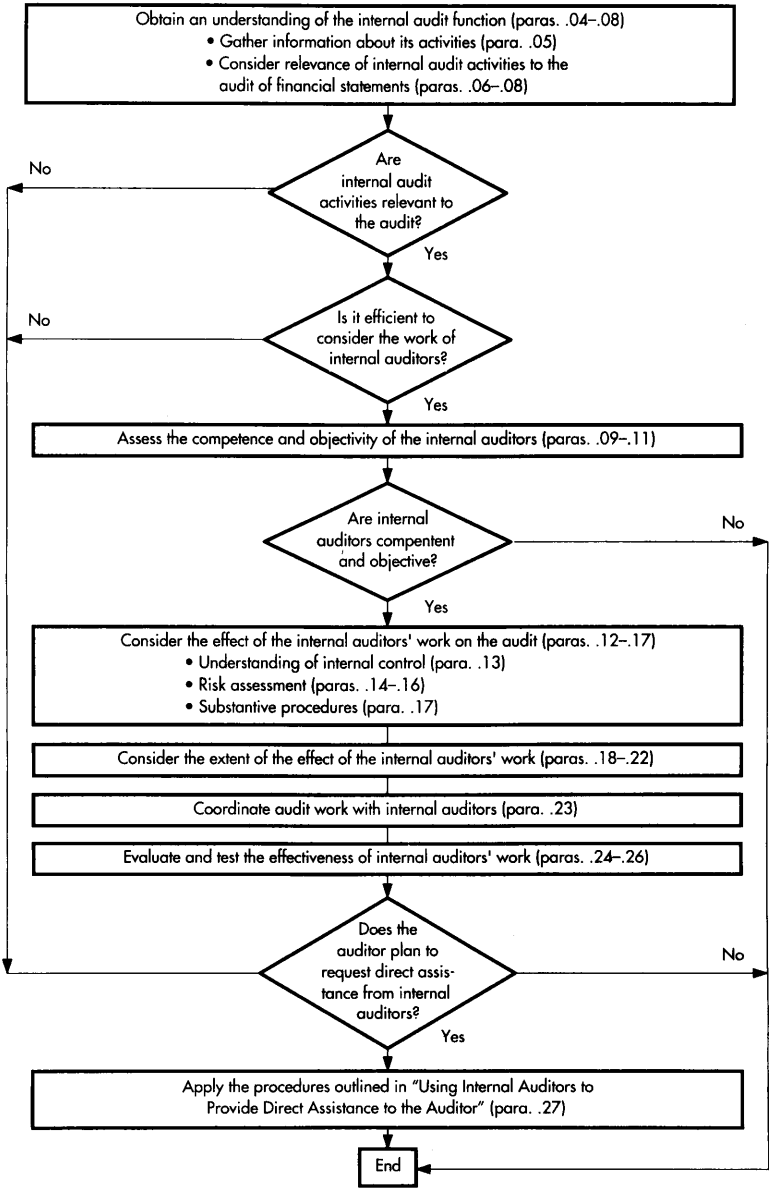 Obtain an understanding of the internal audit function (paras. .04–.08)
• Gather information about its activities (para. .05)
• Consider relevance of internal audit activities to the
audit of financial statements (paras. .06–.08)
Are
internal audit
activities relevant to
the audit?
No
Yes
Is it efficient to
consider the work of
internal auditors?
No
Yes
Assess the competence and objectivity of the internal auditors (paras. .09–.11)
Are internal
auditors compentent
and objective?
No
Yes
Consider the effect of the internal auditors' work on the audit (paras. .12–.17)
• Understanding of internal control (para. .13)
• Risk assessment (paras. .14–.16)
• Substantive procedures (para. .17)
Consider the extent of the effect of the internal auditors' work (paras. .18–.22)
Coordinate audit work with internal auditors (para. .23)
Evaluate and test the effectiveness of internal auditors' work (paras. .24–.26)
Does the
auditor plan to
request direct assis-
tance from internal
auditors?
No
Yes
Apply the procedures outlined in “Using Internal Auditors to
Provide Direct Assistance to the Auditor” (para. .27)
End